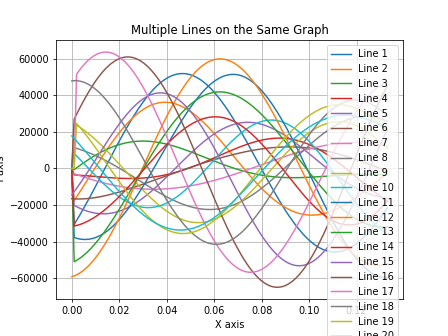 Multiple Lines on the Same Graph
60000
40000
20000
0
−20000
−40000
−60000
0.00
0.02
0.04
0.06
0.08
0.10
X axis
Line 1
Line 2
Line 3
Line 4
Line 5
Line 6
Line 7
Line 8
Line 9
Line 10
Line 11
Line 12
Line 13
Line 14
Line 15
Line 16
Line 17
Line 18
Line 19
Line 20